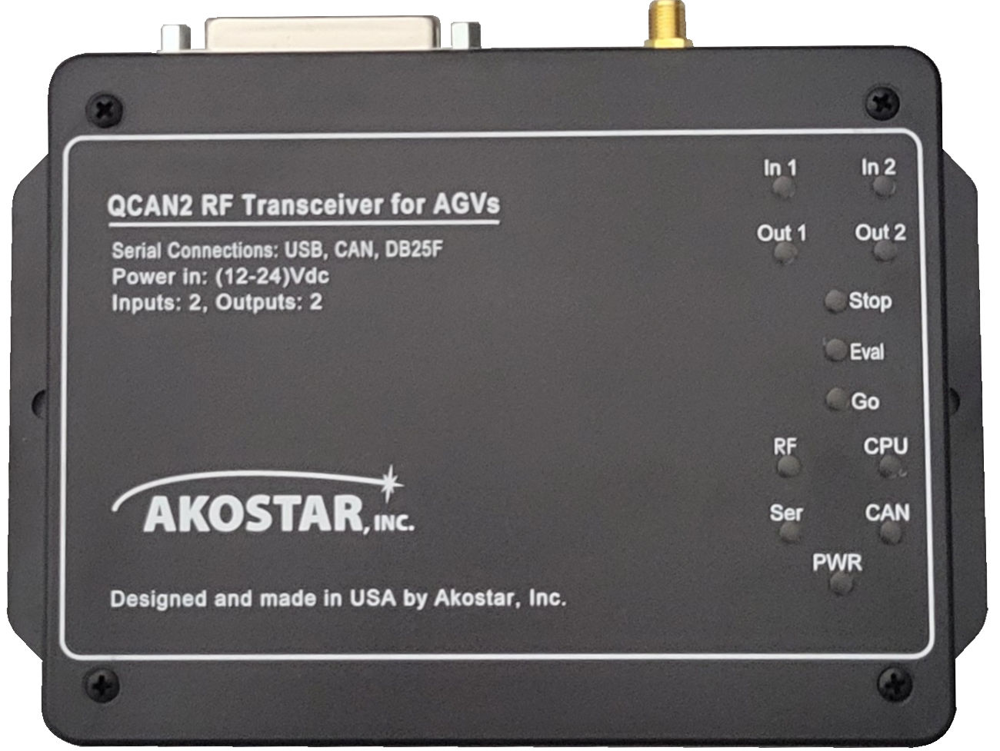 QCAN2 RF Transceiver for AGVs
Serial Connections: USB, CAN, DB25F
Power in: (12-24)Vdc
Inputs: 2, Outputs: 2
AKOSTAR, INC.
Designed and made in USA by Akostar, Inc.
In 1 In 2
Out 1 Out 2
Stop
Eval
Go
RF CPU
Ser CAN
PWR